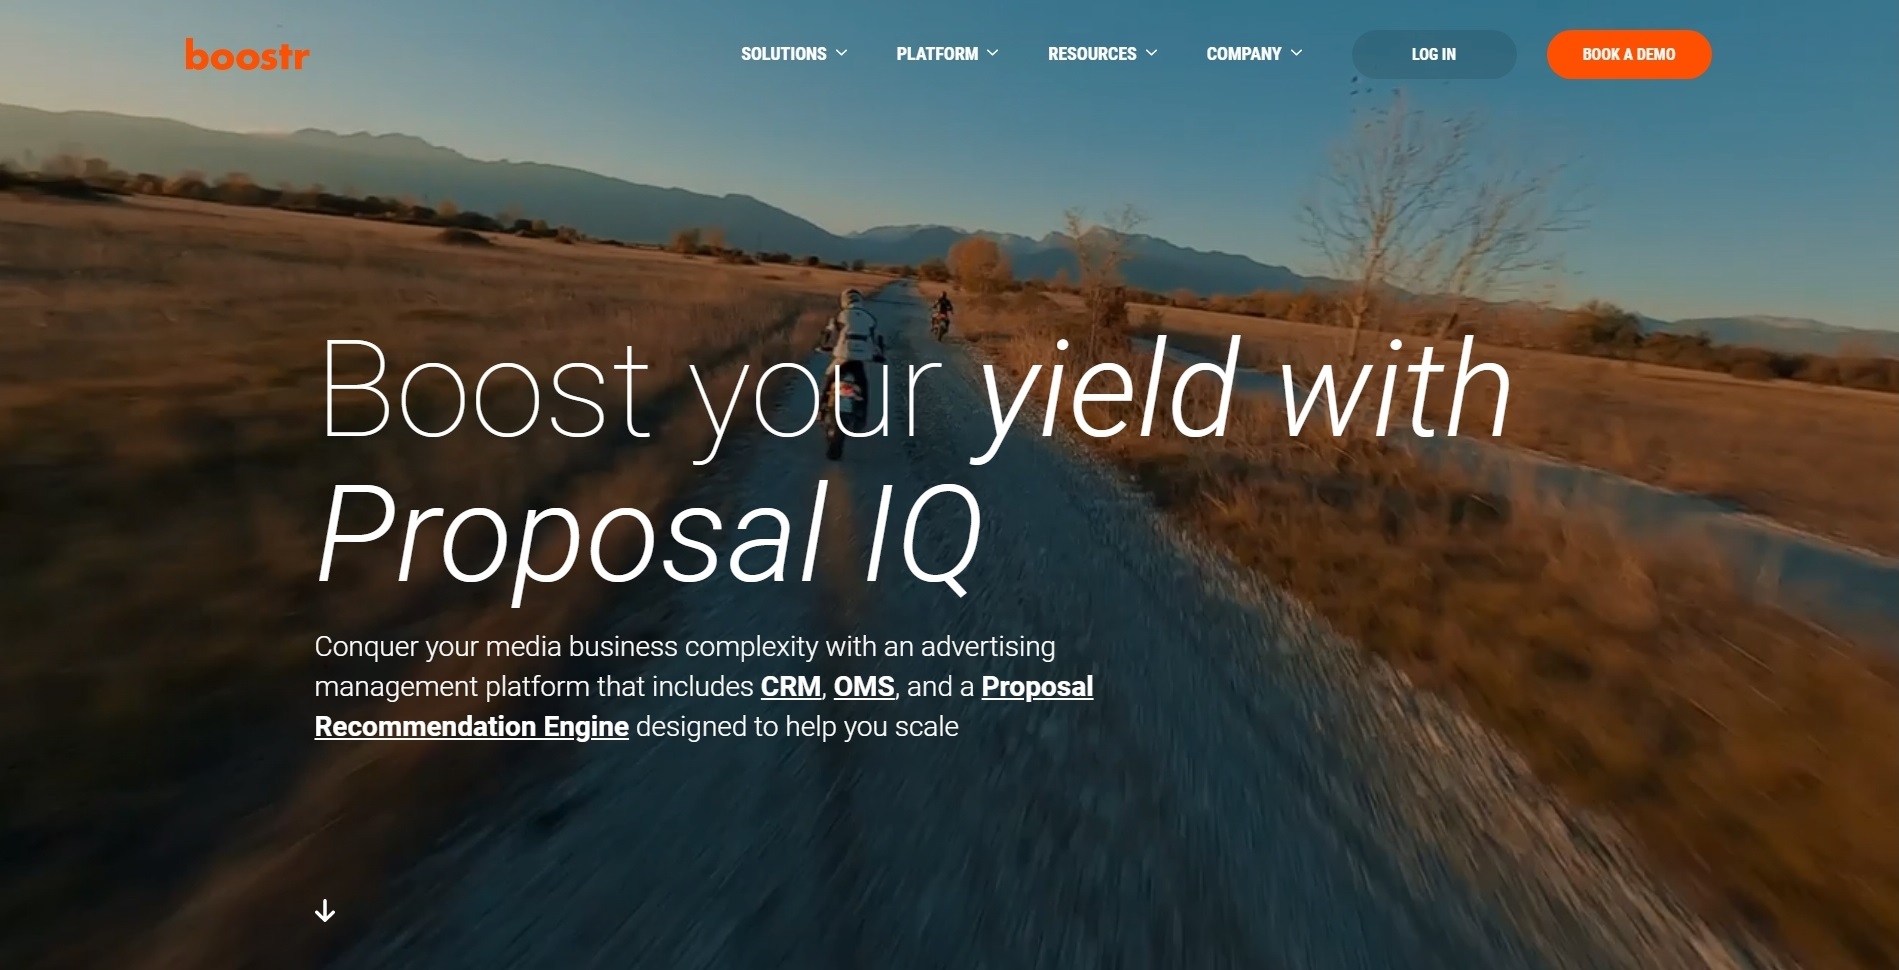 boostr
SOLUTIONS
PLATFORM
RESOURCES
COMPANY
LOG IN
BOOK A DEMO
Boost your yield with
Proposal IQ
Conquer your media business complexity with an advertising
management platform that includes CRM, OMS, and a Proposal
Recommendation Engine designed to help you scale